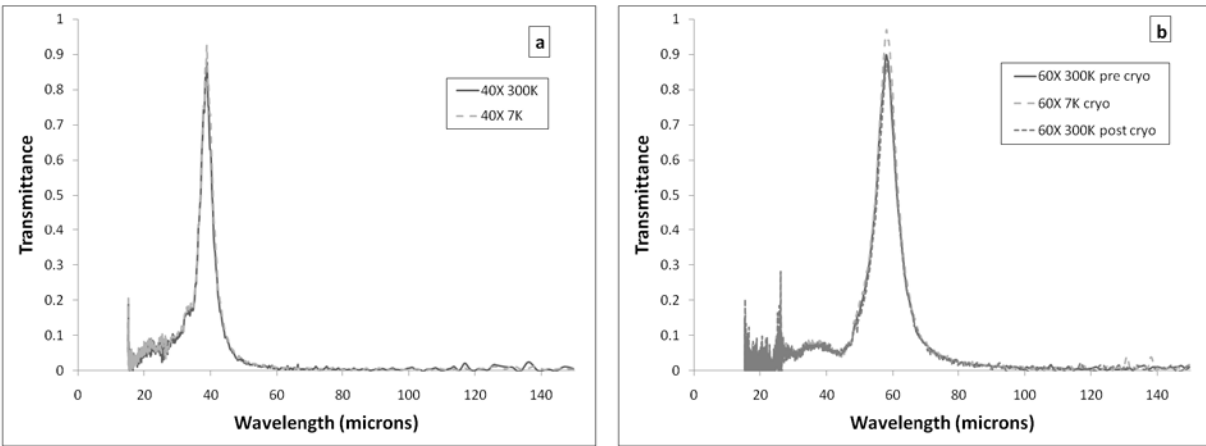 a
40X 300K
40X 7K
1
0.9
0.8
0.7
0.6
0.5
0.4
0.3
0.2
0.1
0
Transmittance
0 20 40 60 80 100 120 140
Wavelength (microns)
b
60X 300K pre cryo
60X 7K cryo
60X 300K post cryo
1
0.9
0.8
0.7
0.6
0.5
0.4
0.3
0.2
0.1
0
Transmittance
0 20 40 60 80 100 120 140
Wavelength (microns)